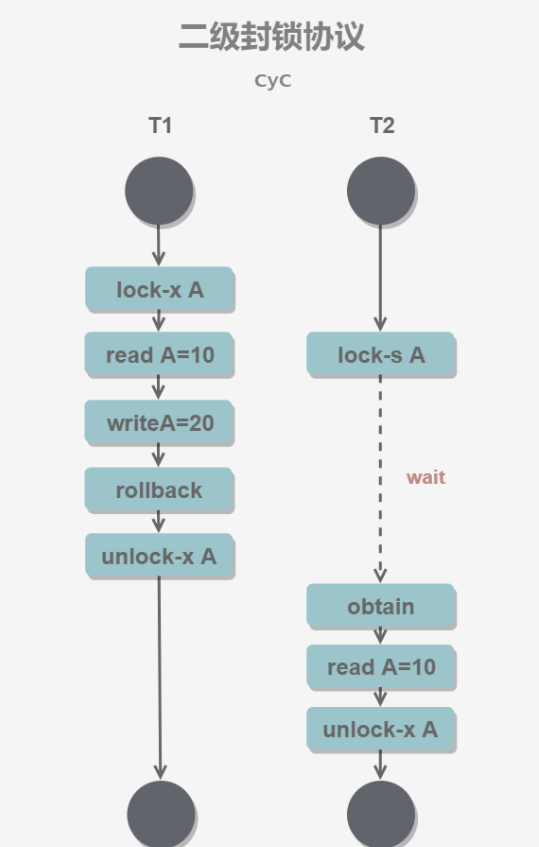 二级封锁协议
CyC
T1
T2
lock-x A
read A=10
lock-s A
writeA=20
wait
rollback
unlock-x A
obtain
read A=10
unlock-x A